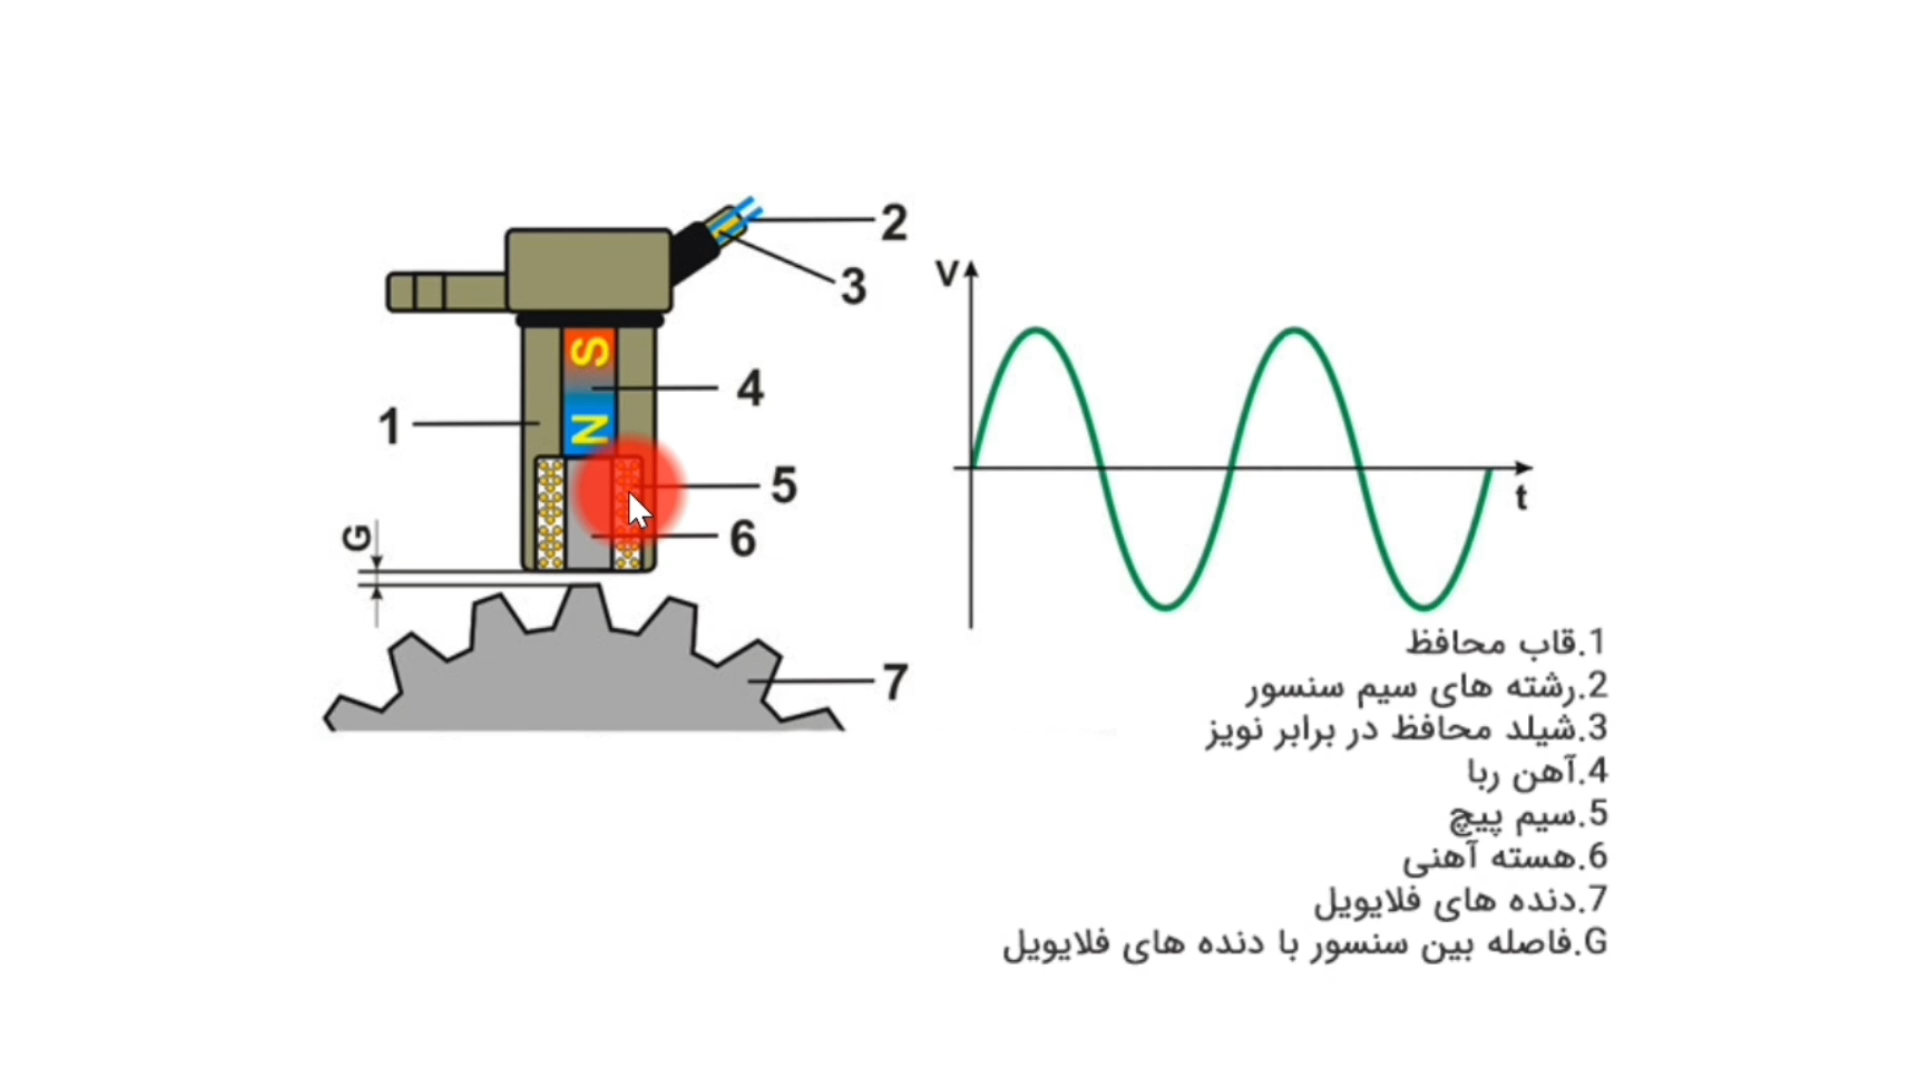 2
3
S
4
N
1
5
G
6
7
V
t
1.قاب محافظ
2.رشته های سیم سنسور
3.شیلد محافظ در برابر نویز
4.آهن ربا
5.سیم پیچ
6.هسته آهنی
7.دنده های فلایویل
G.فاصله بین سنسور با دنده های فلایویل